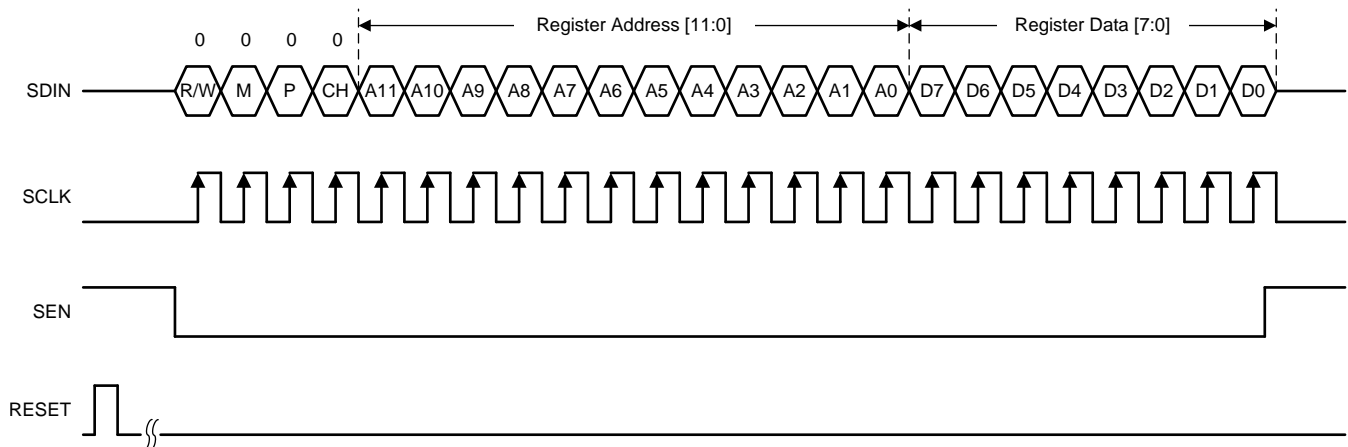 Register Address [11:0] Register Data [7:0]
0 0 0 0
SDIN R/W M P CH A11 A10 A9 A8 A7 A6 A5 A4 A3 A2 A1 A0 D7 D6 D5 D4 D3 D2 D1 D0
SCLK
SEN
RESET